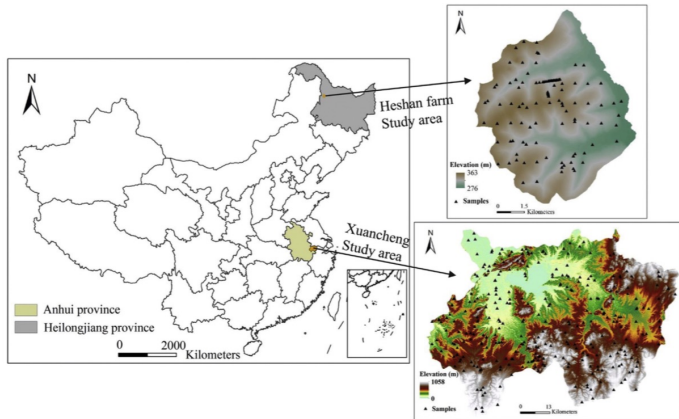 N
Heshan farm
Study area
Xuancheng
Study area
Anhui province
Heilongjiang province
0 2000
Kilometers
N
Elevation (m)
363
276
Samples
0 1.5
Kilometers
N
Elevation (m)
1058
0
Samples
0 13
Kilometers